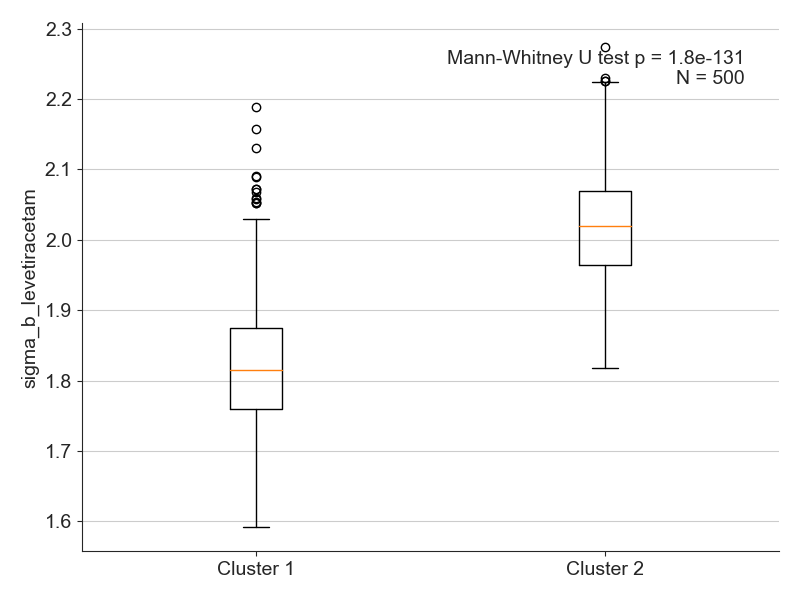 2.3
Mann-Whitney U test p = 1.8e-131
N = 500
2.2
2.1
2.0
1.9
1.8
1.7
1.6
sigma_b_levetiracetam
Cluster 1
Cluster 2